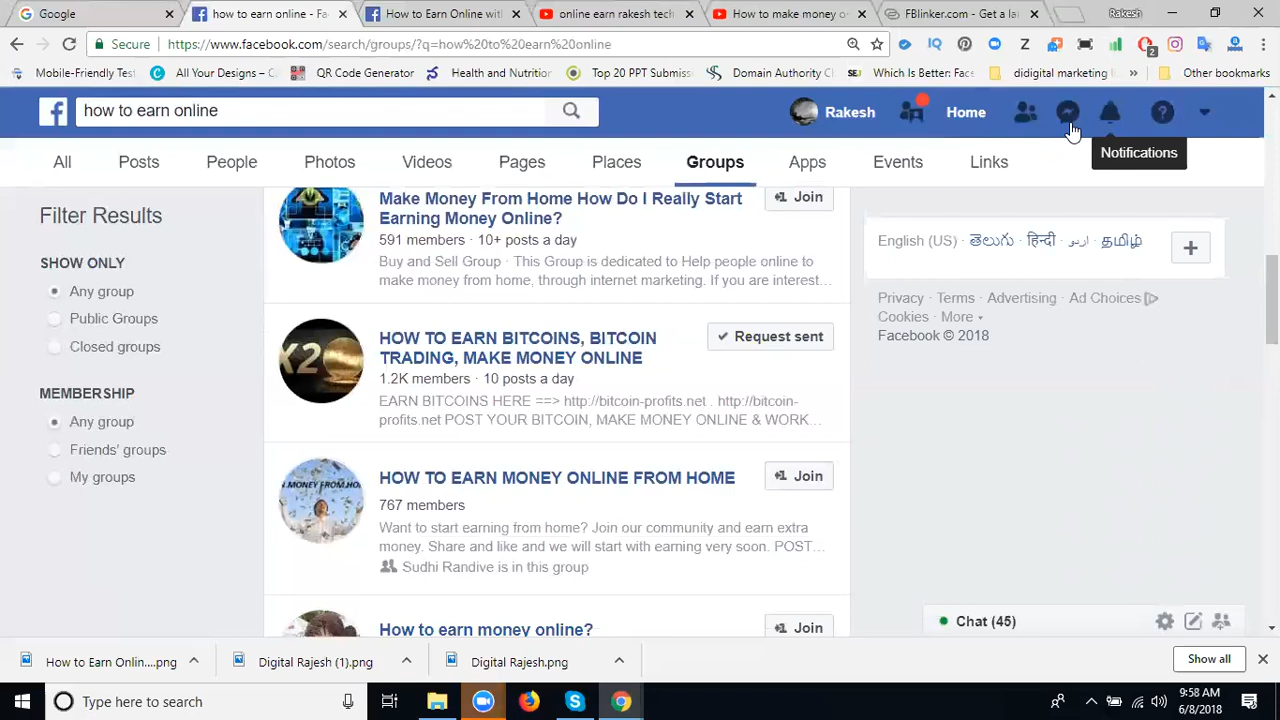 Google
how to earn online - Fa
How to Earn Online with
online earn rakesh tech
How to make money o
FBlinker.com - Get a la
Rakesh
Secure
https://www.facebook.com/search/groups/?q=how%20to%20earn%20online
Mobile-Friendly Test
All Your Designs – C
QR Code Generator
Health and Nutritio
Top 20 PPT Submiss
Domain Authority Cl
Which Is Better: Fac
didigital marketing
Other bookmarks
how to earn online
Rakesh
Home
All
Posts
People
Photos
Videos
Pages
Places
Groups
Apps
Events
Links
Notifications
Filter Results
SHOW ONLY
Any group
Public Groups
Closed groups
MEMBERSHIP
Any group
Friends' groups
My groups
Make Money From Home How Do I Really Start
Earning Money Online?
Join
591 members · 10+ posts a day
Buy and Sell Group · This Group is dedicated to Help people online to
make money from home, through internet marketing. If you are interest...
X2
HOW TO EARN BITCOINS, BITCOIN
TRADING, MAKE MONEY ONLINE
Request sent
1.2K members · 10 posts a day
EARN BITCOINS HERE ==> http://bitcoin-profits.net . http://bitcoin-
profits.net POST YOUR BITCOIN, MAKE MONEY ONLINE & WORK...
HOW TO EARN MONEY ONLINE FROM HOME
Join
767 members
Want to start earning from home? Join our community and earn extra
money. Share and like and we will start with earning very soon. POST...
Sudhi Randive is in this group
How to earn money online?
Join
English (US) · తెలుగు · हिन्दी · اردو · தமிழ்
Privacy · Terms · Advertising · Ad Choices
Cookies · More
Facebook © 2018
Chat (45)
How to Earn Onlin....png
Digital Rajesh (1).png
Digital Rajesh.png
Show all
Type here to search
9:58 AM
6/8/2018